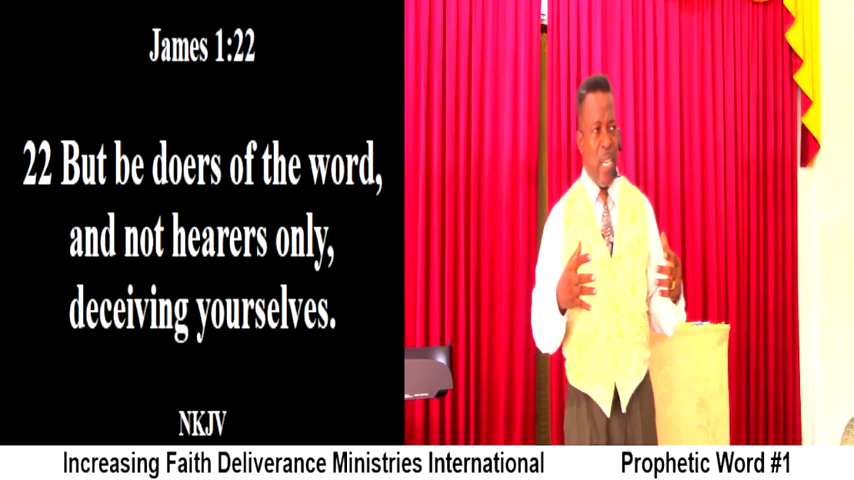 James 1:22
22 But be doers of the word,
and not hearers only,
deceiving yourselves.
NKJV
Increasing Faith Deliverance Ministries International
Prophetic Word #1